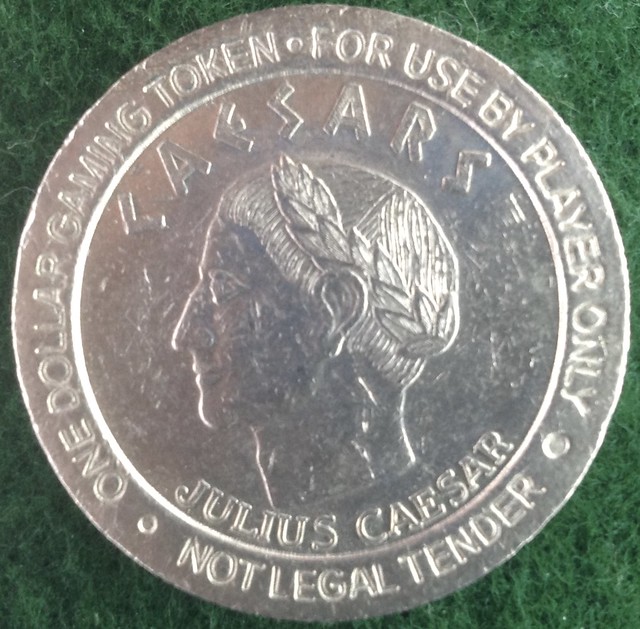 ONE DOLLAR GAMING TOKEN • FOR USE BY PLAYER ONLY
CAESARS
JULIUS CAESAR
NOT LEGAL TENDER